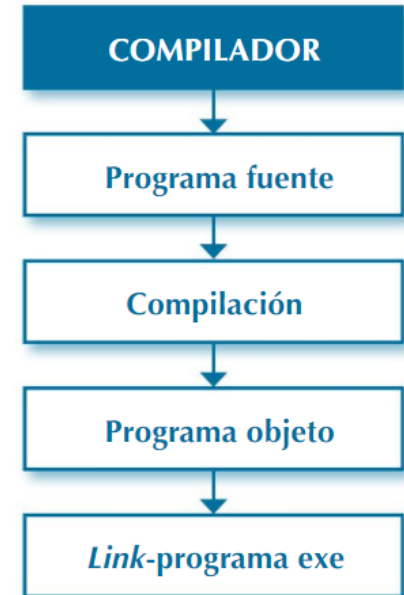 COMPILADOR
Programa fuente
Compilación
Programa objeto
Link-programa exe